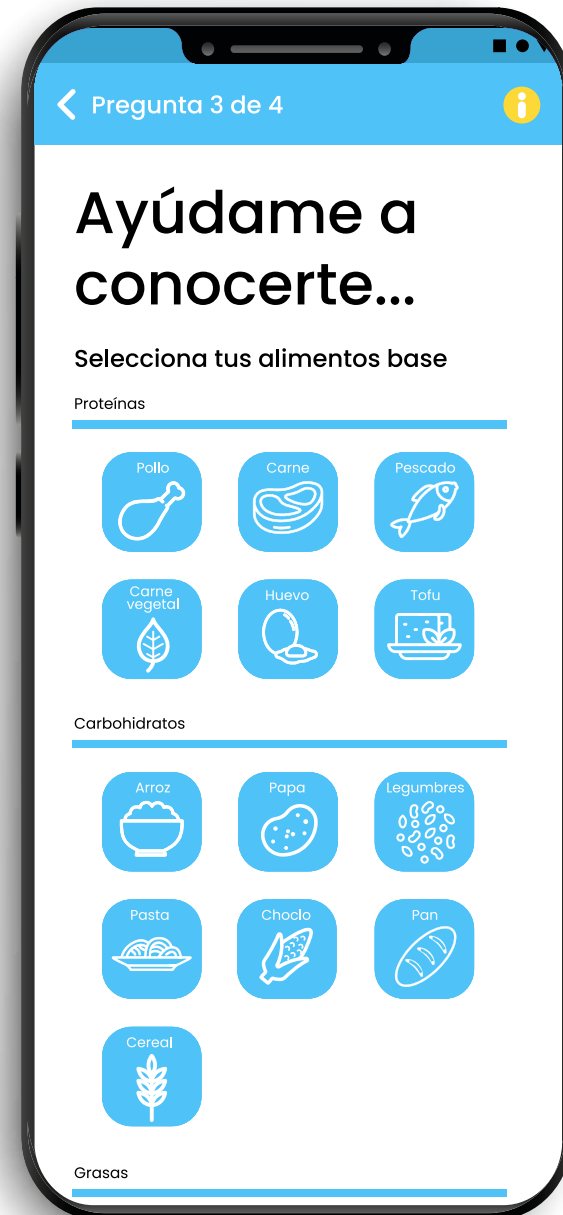 Pregunta 3 de 4
Ayúdame a
conocerte...
Selecciona tus alimentos base
Proteínas
Pollo
Carne
Pescado
Carne
vegetal
Huevo
Tofu
Carbohidratos
Arroz
Papa
Legumbres
Pasta
Choclo
Pan
Cereal
Grasas